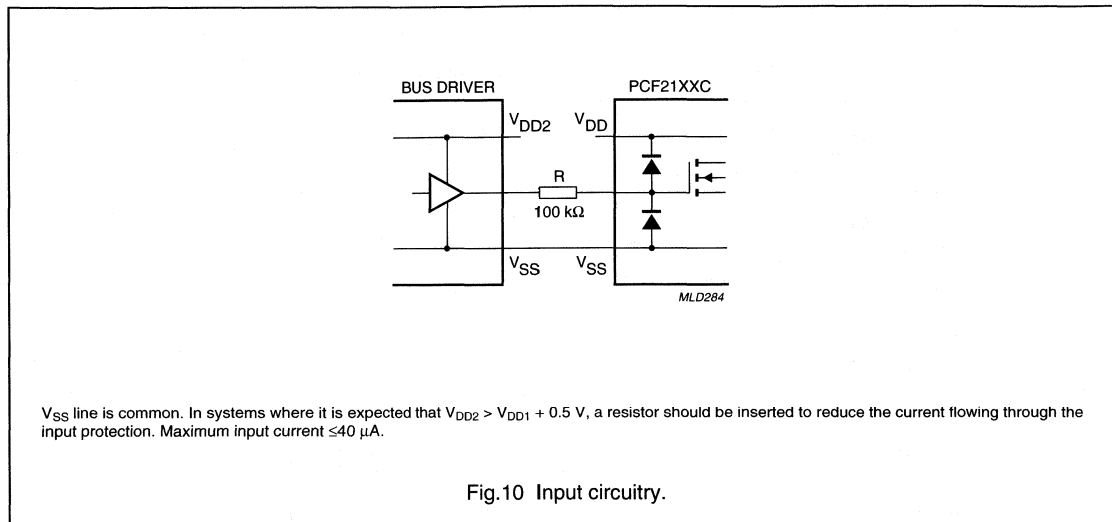 BUS DRIVER PCF21XXC
VDD2 VDD
R
100 kΩ
VSS VSS
MLD284
VSS line is common. In systems where it is expected that VDD2 > VDD1 + 0.5 V, a resistor should be inserted to reduce the current flowing through the
input protection. Maximum input current ≤40 µA.
Fig.10 Input circuitry.